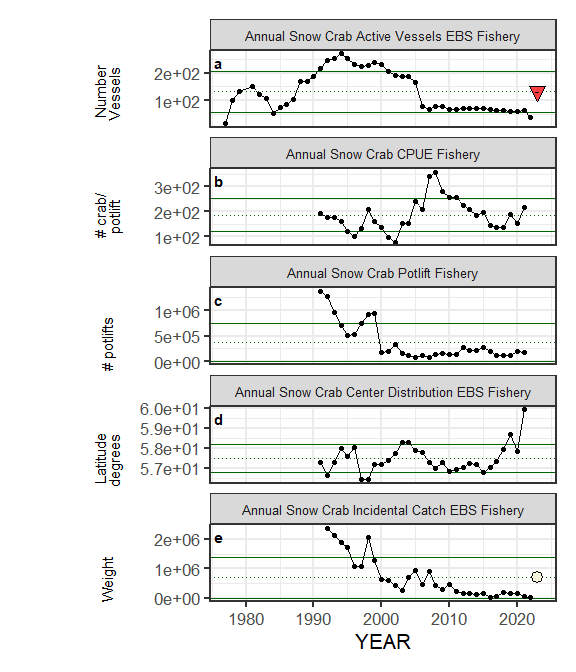 Annual Snow Crab Active Vessels EBS Fishery
Number
Vessels
a
2e+02
1e+02
-
Annual Snow Crab CPUE Fishery
# crab/
potlift
b
3e+02
2e+02
1e+02
Annual Snow Crab Potlift Fishery
# potlifts
c
1e+06
5e+05
0e+00
Annual Snow Crab Center Distribution EBS Fishery
Latitude
degrees
d
6.0e+01
5.9e+01
5.8e+01
5.7e+01
Annual Snow Crab Incidental Catch EBS Fishery
Weight
e
2e+06
1e+06
0e+00
1980 1990 2000 2010 2020
YEAR